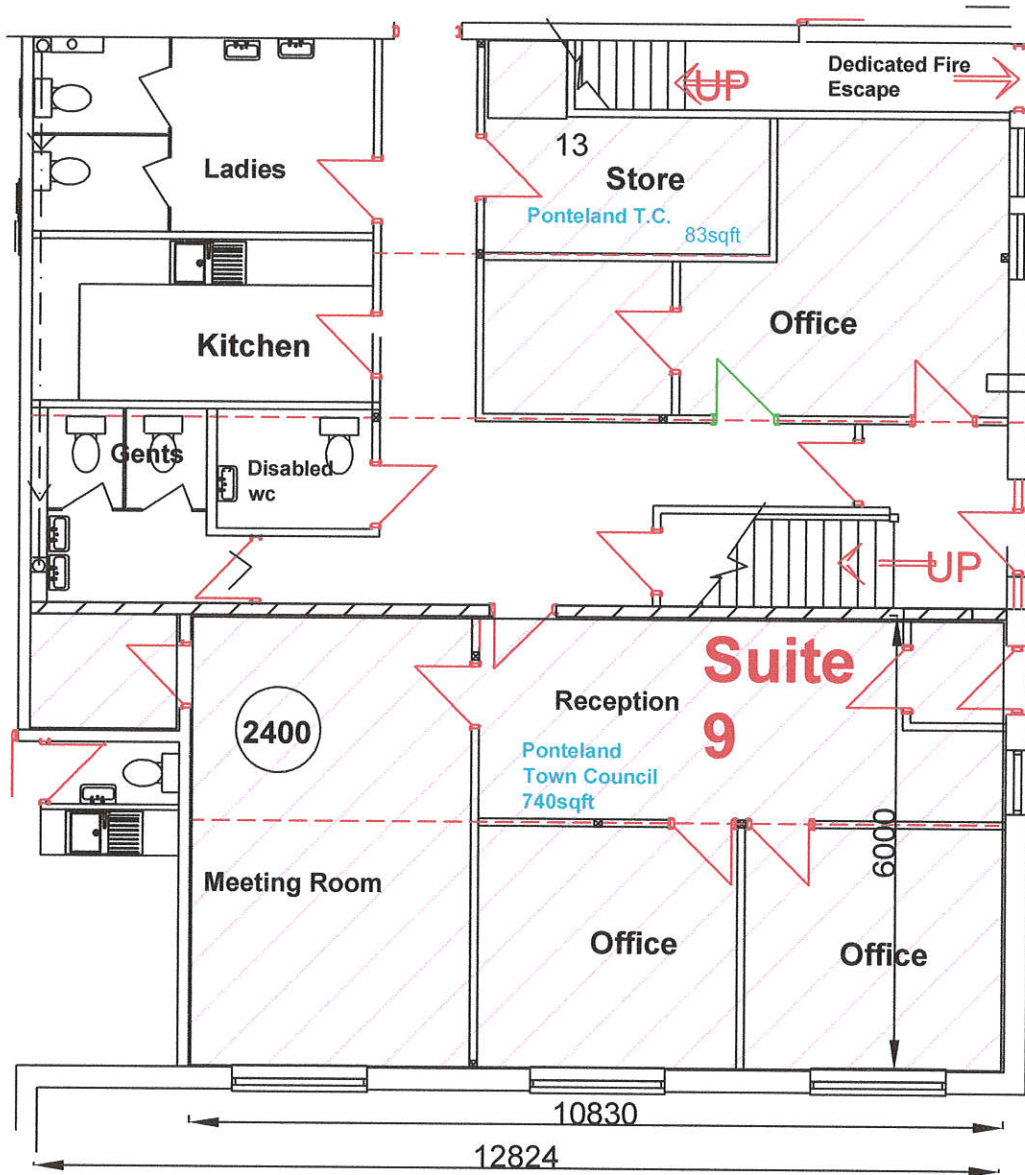 UP
Dedicated Fire
Escape
13
Ladies
Store
Ponteland T.C.
83sqft
Office
Kitchen
Gents
Disabled
wc
UP
Suite
9
Reception
2400
Ponteland
Town Council
740sqft
6000
Meeting Room
Office
Office
10830
12824